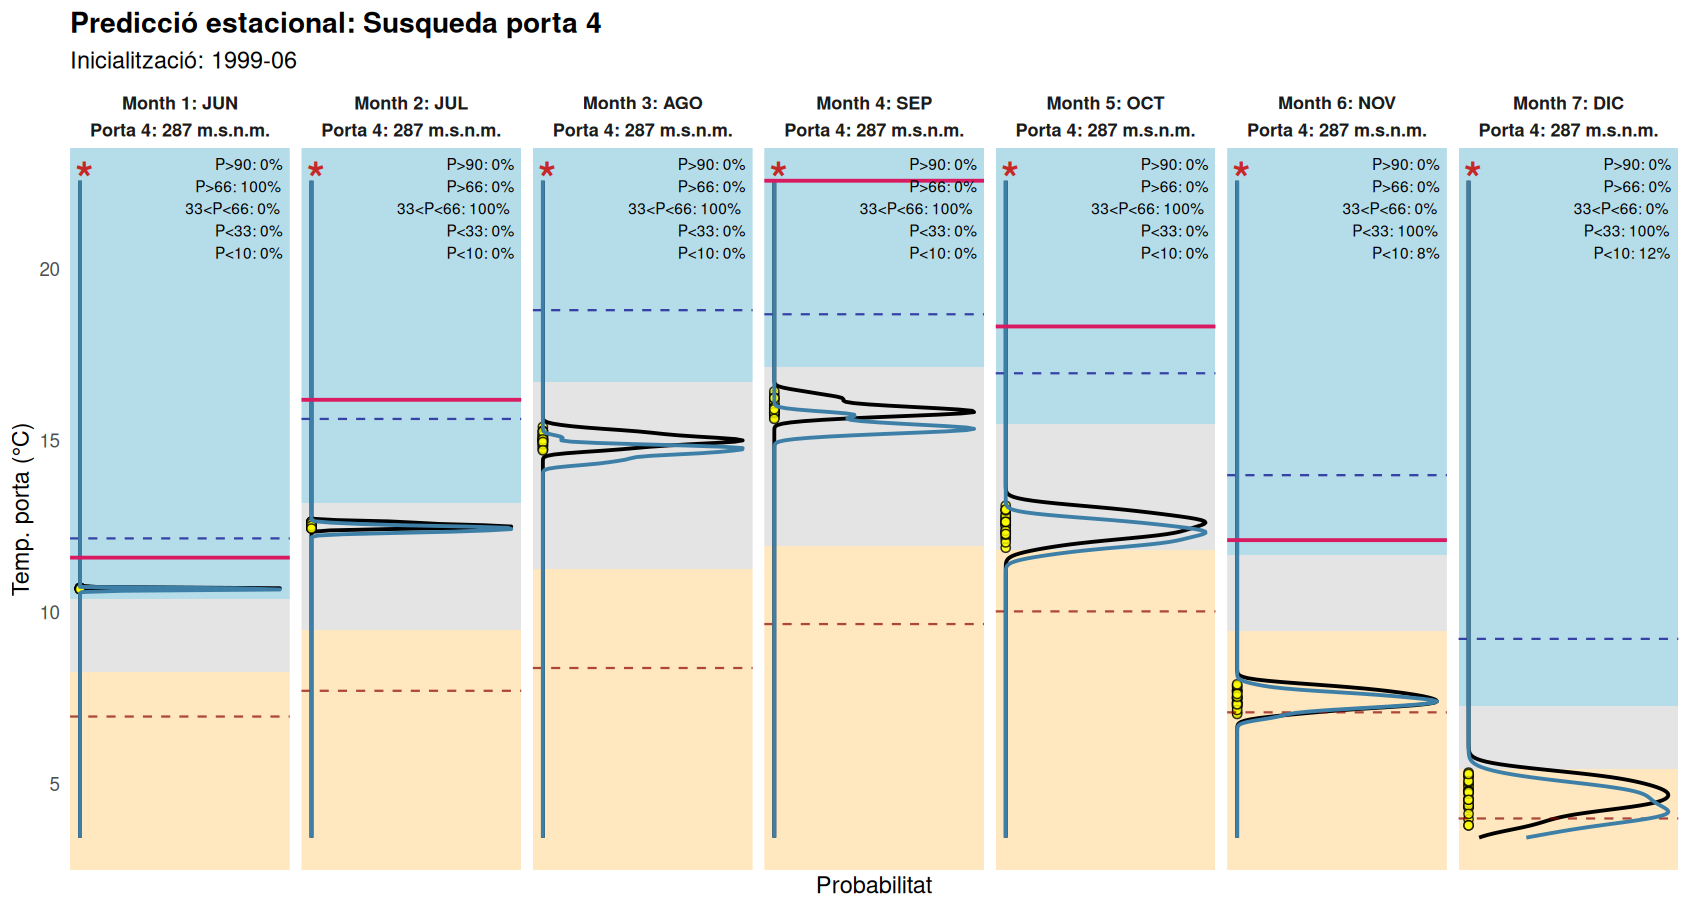 Predicció estacional: Susqueda porta 4
Inicialització: 1999-06
Month 1: JUN
Porta 4: 287 m.s.n.m.
*
P>90: 0%
P>66: 100%
33<P<66: 0%
P<33: 0%
P<10: 0%
Month 2: JUL
Porta 4: 287 m.s.n.m.
*
P>90: 0%
P>66: 0%
33<P<66: 100%
P<33: 0%
P<10: 0%
Month 3: AGO
Porta 4: 287 m.s.n.m.
*
P>90: 0%
P>66: 0%
33<P<66: 100%
P<33: 0%
P<10: 0%
Month 4: SEP
Porta 4: 287 m.s.n.m.
*
P>90: 0%
P>66: 0%
33<P<66: 100%
P<33: 0%
P<10: 0%
Month 5: OCT
Porta 4: 287 m.s.n.m.
*
P>90: 0%
P>66: 0%
33<P<66: 100%
P<33: 0%
P<10: 0%
Month 6: NOV
Porta 4: 287 m.s.n.m.
*
P>90: 0%
P>66: 0%
33<P<66: 0%
P<33: 100%
P<10: 8%
Month 7: DIC
Porta 4: 287 m.s.n.m.
*
P>90: 0%
P>66: 0%
33<P<66: 0%
P<33: 100%
P<10: 12%
Temp. porta (°C)
20
15
10
5
Probabilitat